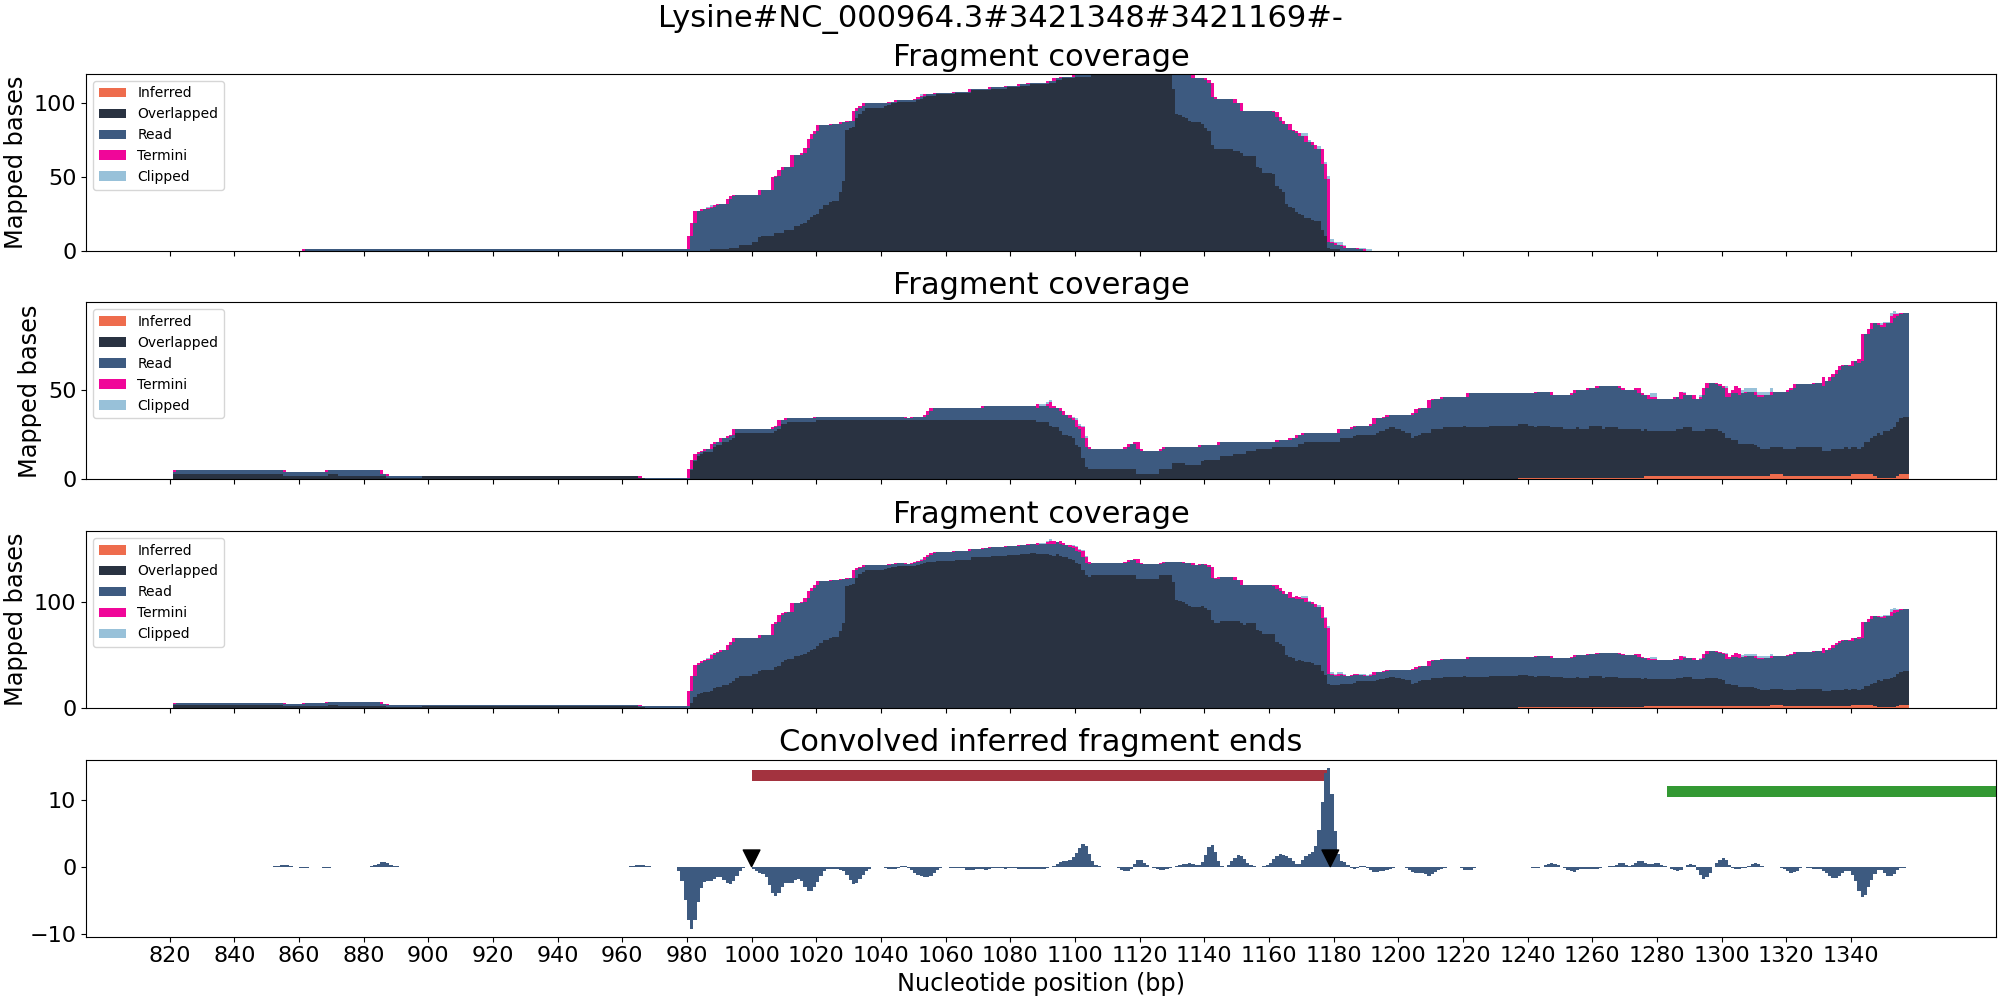 Lysine#NC_000964.3#3421348#3421169#-
Fragment coverage
Mapped bases
100
50
0
Inferred
Overlapped
Read
Termini
Clipped
Fragment coverage
Mapped bases
50
0
Inferred
Overlapped
Read
Termini
Clipped
Fragment coverage
Mapped bases
100
0
Inferred
Overlapped
Read
Termini
Clipped
Convolved inferred fragment ends
10
0
−10
820 840 860 880 900 920 940 960 980 1000 1020 1040 1060 1080 1100 1120 1140 1160 1180 1200 1220 1240 1260 1280 1300 1320 1340
Nucleotide position (bp)